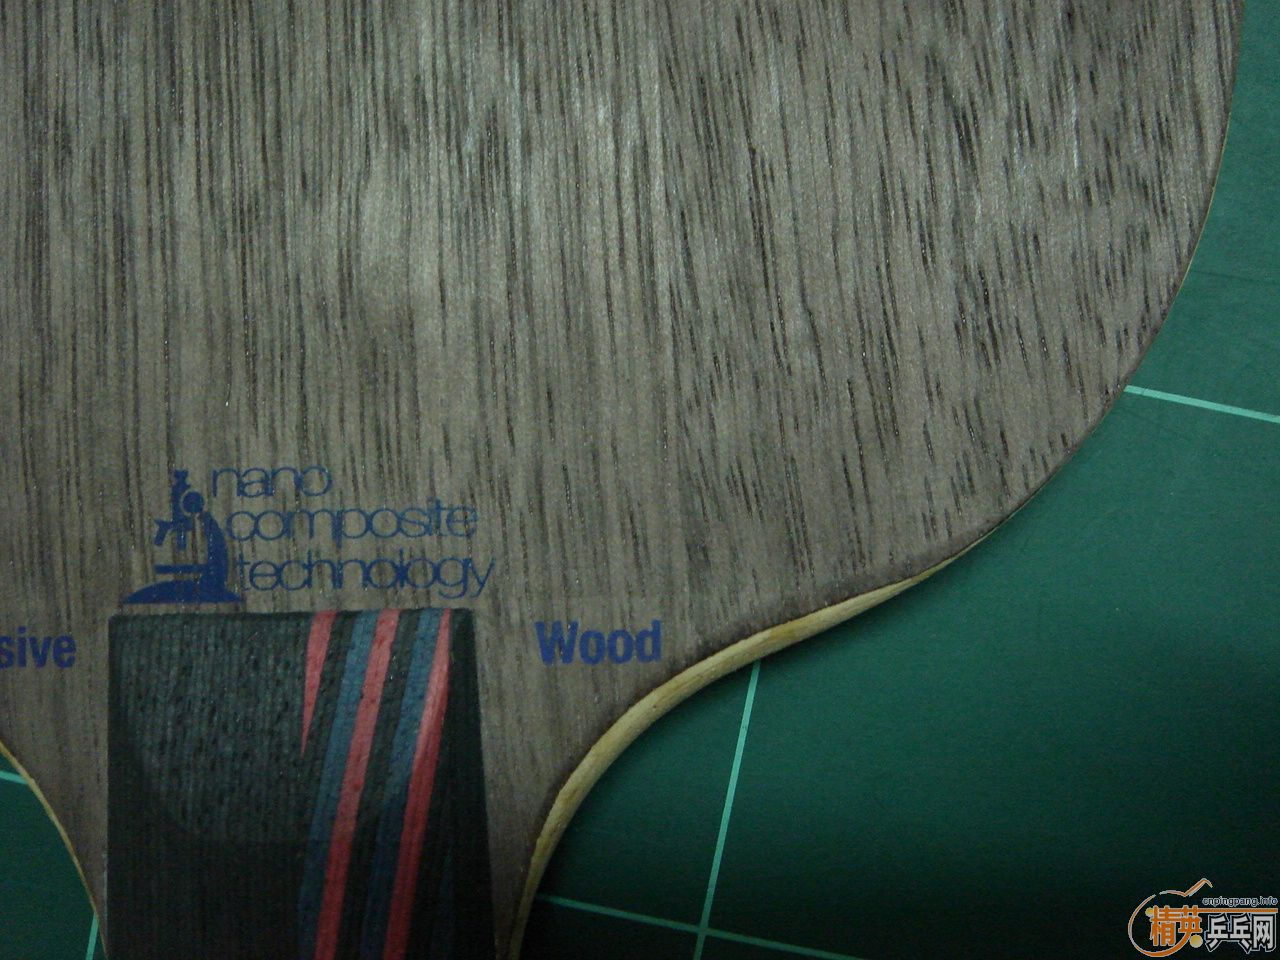 nano
composite
technology
sive
Wood
cnpingpang.info
精英乒乓网